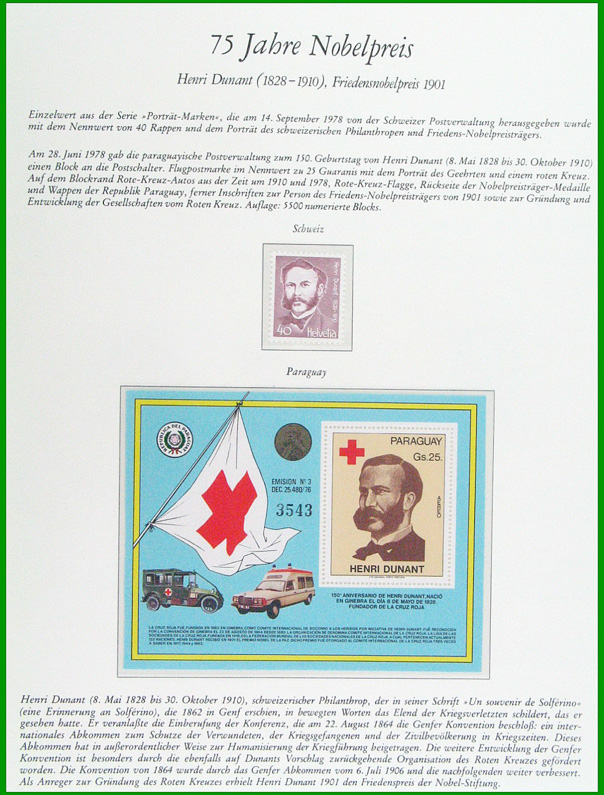 75 Jahre Nobelpreis
Henri Dunant (1828–1910), Friedensnobelpreis 1901
Einzelwert aus der Serie »Porträt-Marken«, die am 14. September 1978 von der Schweizer Postverwaltung herausgegeben wurde
mit dem Nennwert von 40 Rappen und dem Porträt des schweizerischen Philanthropen und Friedens-Nobelpreisträgers.
Am 28. Juni 1978 gab die paraguayische Postverwaltung zum 150. Geburtstag von Henri Dunant (8. Mai 1828 bis 30. Oktober 1910)
einen Block an die Postschalter. Flugpostmarke im Nennwert zu 25 Guaranis mit dem Porträt des Geehrten und einem roten Kreuz.
Auf dem Blockrand Rote-Kreuz-Autos aus der Zeit um 1910 und 1978, Rote-Kreuz-Flagge, Rückseite der Nobelpreisträger-Medaille
und Wappen der Republik Paraguay, ferner Inschriften zur Person des Friedens-Nobelpreisträgers von 1901 sowie zur Gründung und
Entwicklung der Gesellschaften vom Roten Kreuz. Auflage: 5500 numerierte Blocks.
Schweiz
Henri Dunant
40 Helvetia
Paraguay
REPUBLICA DEL PARAGUAY
EMISION Nº 3
DEC. 25.480/76
3543
PARAGUAY
Gs.25.
AEREO
HENRI DUNANT
150º ANIVERSARIO DE HENRI DUNANT, NACIÓ
EN GINEBRA EL DIA 8 DE MAYO DE 1828.
FUNDADOR DE LA CRUZ ROJA
Henri Dunant (8. Mai 1828 bis 30. Oktober 1910), schweizerischer Philanthrop, der in seiner Schrift »Un souvenir de Solférino«
(eine Erinnerung an Solférino), die 1862 in Genf erschien, in bewegten Worten das Elend der Kriegsverletzten schildert, das er
gesehen hatte. Er veranlaßte die Einberufung der Konferenz, die am 22. August 1864 die Genfer Konvention beschloß: ein inter-
nationales Abkommen zum Schutze der Verwundeten, der Kriegsgefangenen und der Zivilbevölkerung in Kriegszeiten. Dieses
Abkommen hat in außerordentlicher Weise zur Humanisierung der Kriegführung beigetragen. Die weitere Entwicklung der Genfer
Konvention ist besonders durch die ebenfalls auf Dunants Vorschlag zurückgehende Organisation des Roten Kreuzes gefördert
worden. Die Konvention von 1864 wurde durch das Genfer Abkommen vom 6. Juli 1906 und die nachfolgenden weiter verbessert.
Als Anreger zur Gründung des Roten Kreuzes erhielt Henri Dunant 1901 den Friedenspreis der Nobel-Stiftung.